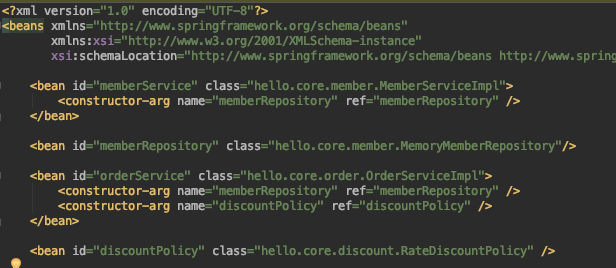 <?xml version="1.0" encoding="UTF-8"?>
<beans xmlns="http://www.springframework.org/schema/beans"
xmlns:xsi="http://www.w3.org/2001/XMLSchema-instance"
xsi:schemaLocation="http://www.springframework.org/schema/beans http://www.spring
<bean id="memberService" class="hello.core.member.MemberServiceImpl">
<constructor-arg name="memberRepository" ref="memberRepository" />
</bean>
<bean id="memberRepository" class="hello.core.member.MemoryMemberRepository"/>
<bean id="orderService" class="hello.core.order.OrderServiceImpl">
<constructor-arg name="memberRepository" ref="memberRepository" />
<constructor-arg name="discountPolicy" ref="discountPolicy" />
</bean>
<bean id="discountPolicy" class="hello.core.discount.RateDiscountPolicy" />